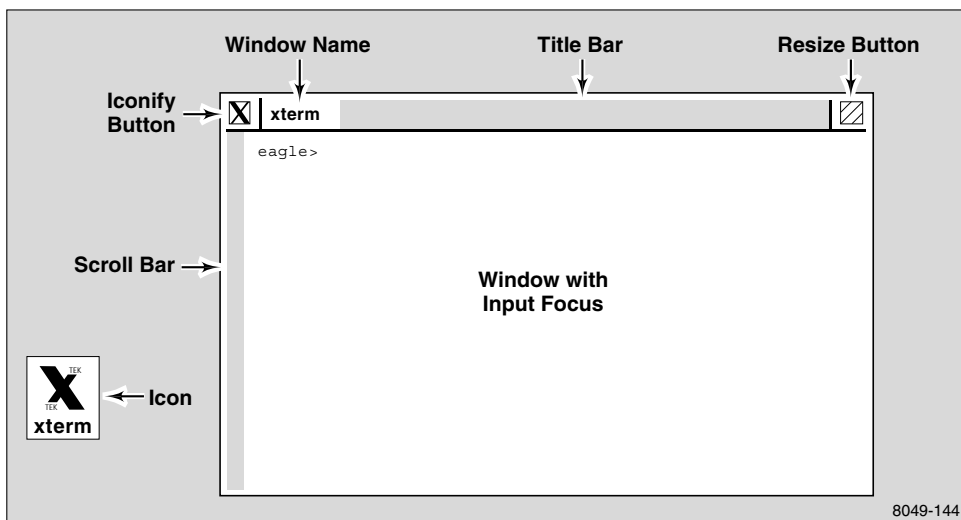 Window Name
Title Bar
Resize Button
Iconify
Button
X
xterm
eagle>
Scroll Bar
Window with
Input Focus
TEK
X
TEK
xterm
Icon
8049-144